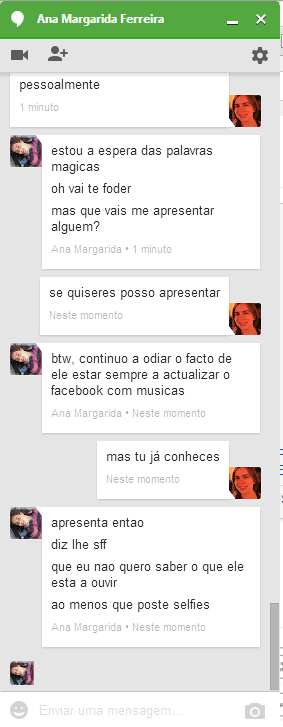 Ana Margarida Ferreira
pessoalmente
1 minuto
estou a espera das palavras
magicas
oh vai te foder
mas que vais me apresentar
alguem?
Ana Margarida • 1 minuto
se quiseres posso apresentar
Neste momento
btw, continuo a odiar o facto de
ele estar sempre a actualizar o
facebook com musicas
Ana Margarida • Neste momento
mas tu já conheces
Neste momento
apresenta entao
diz lhe sff
que eu nao quero saber o que ele
esta a ouvir
ao menos que poste selfies
Ana Margarida • Neste momento
Enviar uma mensagem...